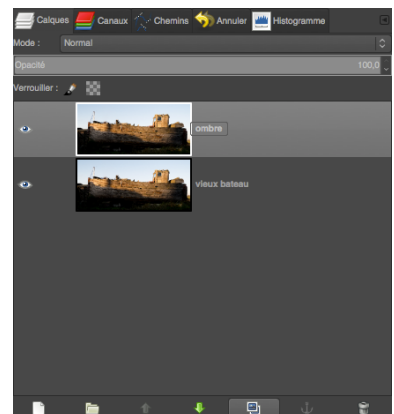 Calques Canaux Chemins Annuler Histogramme
Mode : Normal
Opacité 100,0
Verrouiller :
ombre
vieux bateau